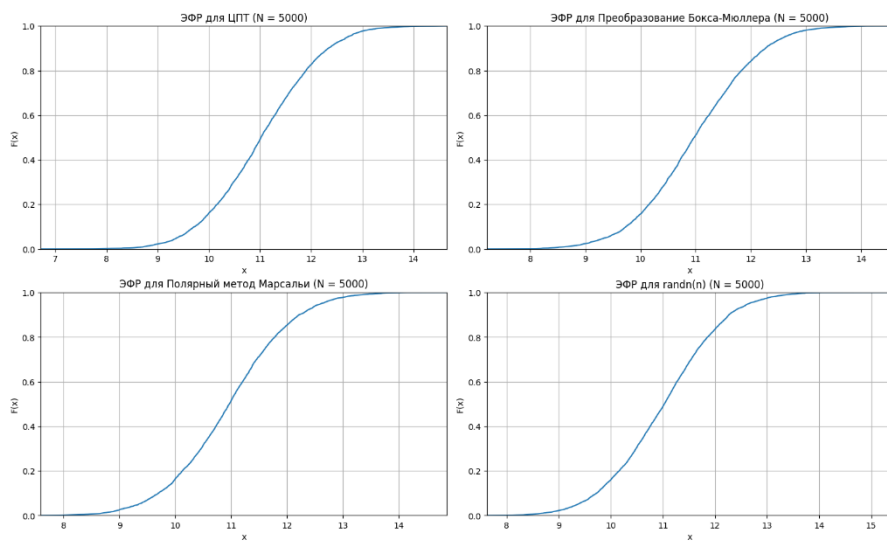 ЭФР для ЦПТ (N = 5000)
1.0
0.8
0.6
0.4
0.2
0.0
F(x)
7 8 9 10 11 12 13 14
x
ЭФР для Преобразование Бокса-Мюллера (N = 5000)
1.0
0.8
0.6
0.4
0.2
0.0
F(x)
8 9 10 11 12 13 14
x
ЭФР для Полярный метод Марсальи (N = 5000)
1.0
0.8
0.6
0.4
0.2
0.0
F(x)
8 9 10 11 12 13 14
x
ЭФР для randn(n) (N = 5000)
1.0
0.8
0.6
0.4
0.2
0.0
F(x)
8 9 10 11 12 13 14 15
x